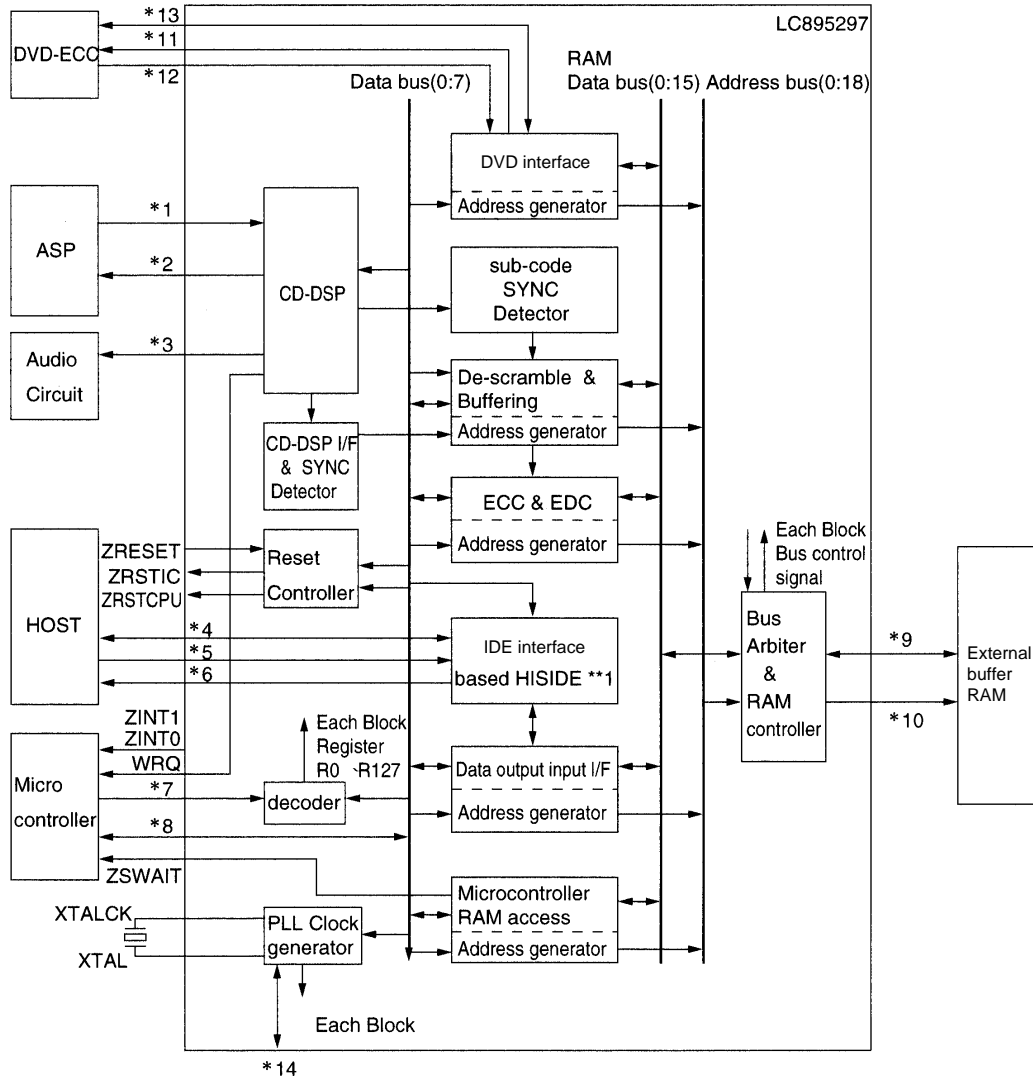 *13
LC895297
*11
DVD-ECC
*12
RAM
Data bus(0:7)
Data bus(0:15) Address bus(0:18)
DVD interface
Address generator
*1
ASP
*2
CD-DSP
sub-code
SYNC
Detector
*3
Audio
Circuit
De-scramble &
Buffering
Address generator
CD-DSP I/F
& SYNC
Detector
ECC & EDC
Address generator
ZRESET
ZRSTIC
ZRSTCPU
Reset
Controller
HOST
*4
*5
*6
IDE interface
based HISIDE **1
Each Block
Bus control
signal
Bus
Arbiter
&
RAM
controller
*9
*10
External
buffer
RAM
ZINT1
ZINT0
WRQ
*7
*8
ZSWAIT
Micro
controller
Each Block
Register
R0 `R127
decoder
Data output input I/F
Address generator
Microcontroller
RAM access
Address generator
XTALCK
XTAL
PLL Clock
generator
Each Block
*14